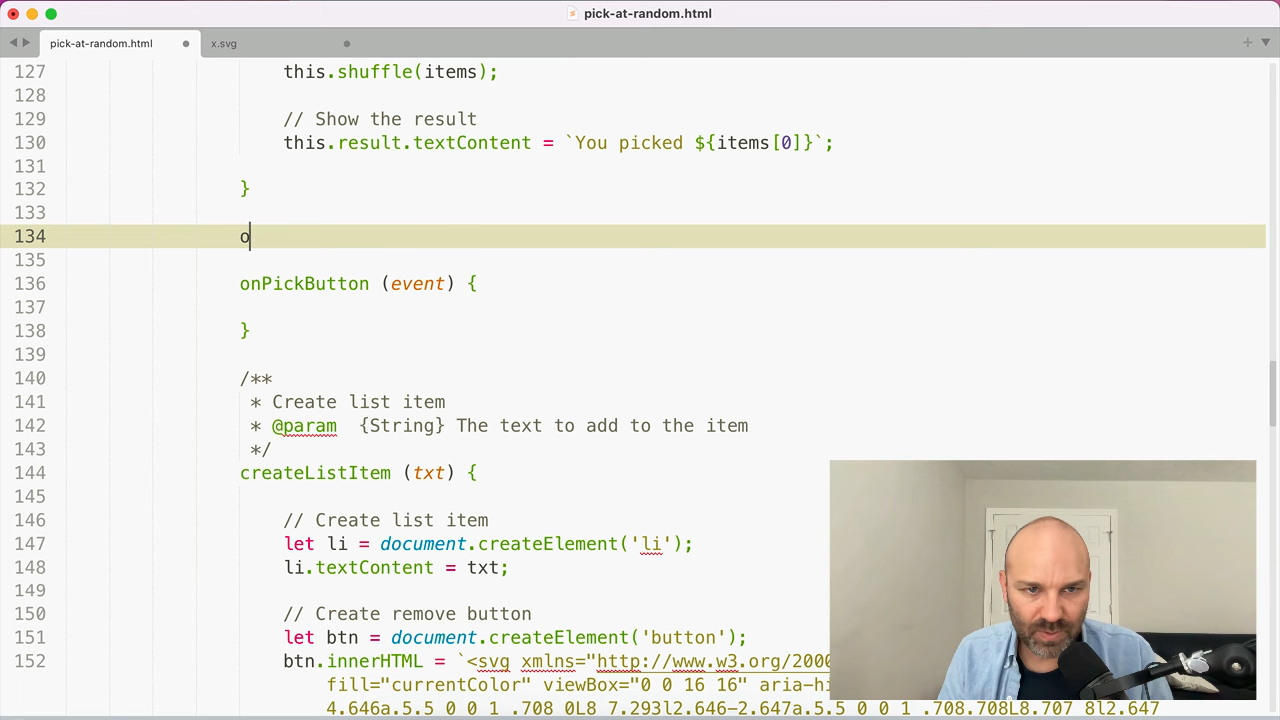 pick-at-random.html
pick-at-random.html
x.svg
127 this.shuffle(items);
128
129 // Show the result
130 this.result.textContent = `You picked ${items[0]}`;
131
132 }
133
134 o
135
136 onPickButton (event) {
137
138 }
139
140 /**
141 * Create list item
142 * @param {String} The text to add to the item
143 */
144 createListItem (txt) {
145
146 // Create list item
147 let li = document.createElement('li');
148 li.textContent = txt;
149
150 // Create remove button
151 let btn = document.createElement('button');
152 btn.innerHTML = `<svg xmlns="http://www.w3.org/2000
fill="currentColor" viewBox="0 0 16 16" aria-hi
4.646a.5.5 0 0 1 .708 0L8 7.293l2.646-2.647a.5.5 0 0 1 .708.708L8.707 8l2.647